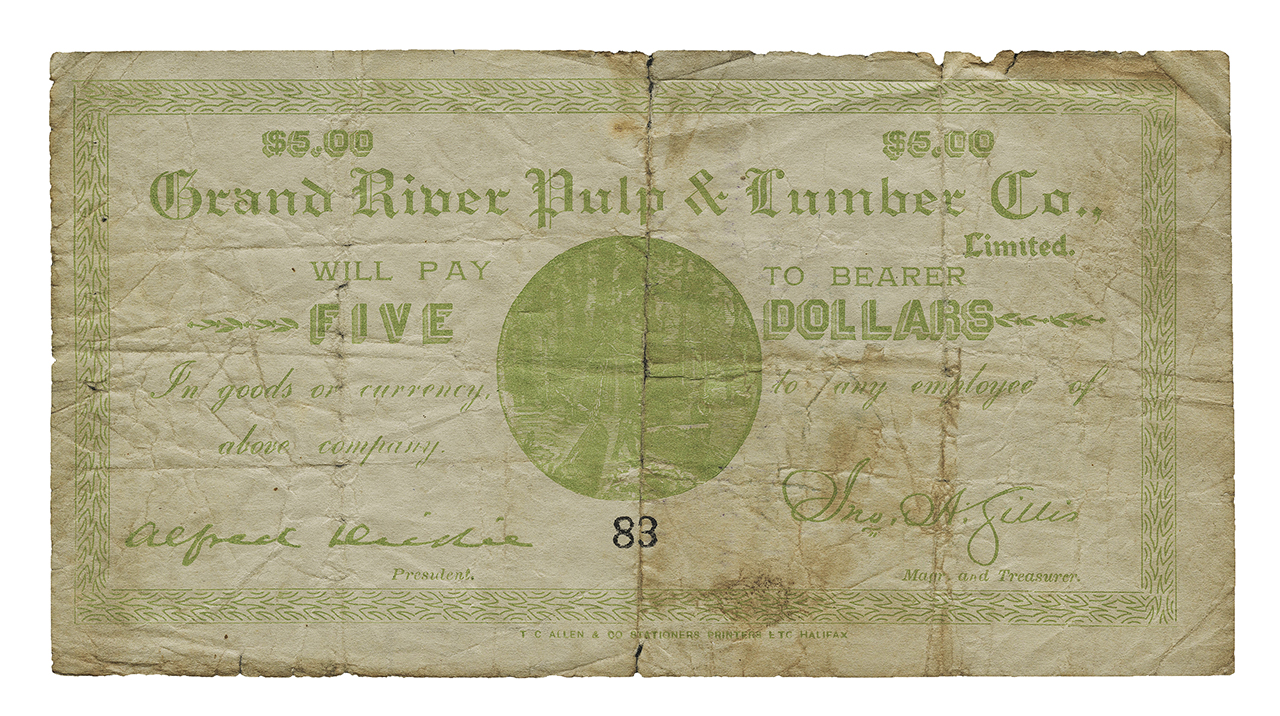 $5.00 $5.00
Grand River Pulp & Lumber Co.,
Limited.
WILL PAY TO BEARER
FIVE DOLLARS
In goods or currency, to any employee of
above company.
Alfred Dickie Jno. A. Gillis
83
President. Magr. and Treasurer.
T. C. ALLEN & CO STATIONERS PRINTERS ETC HALIFAX